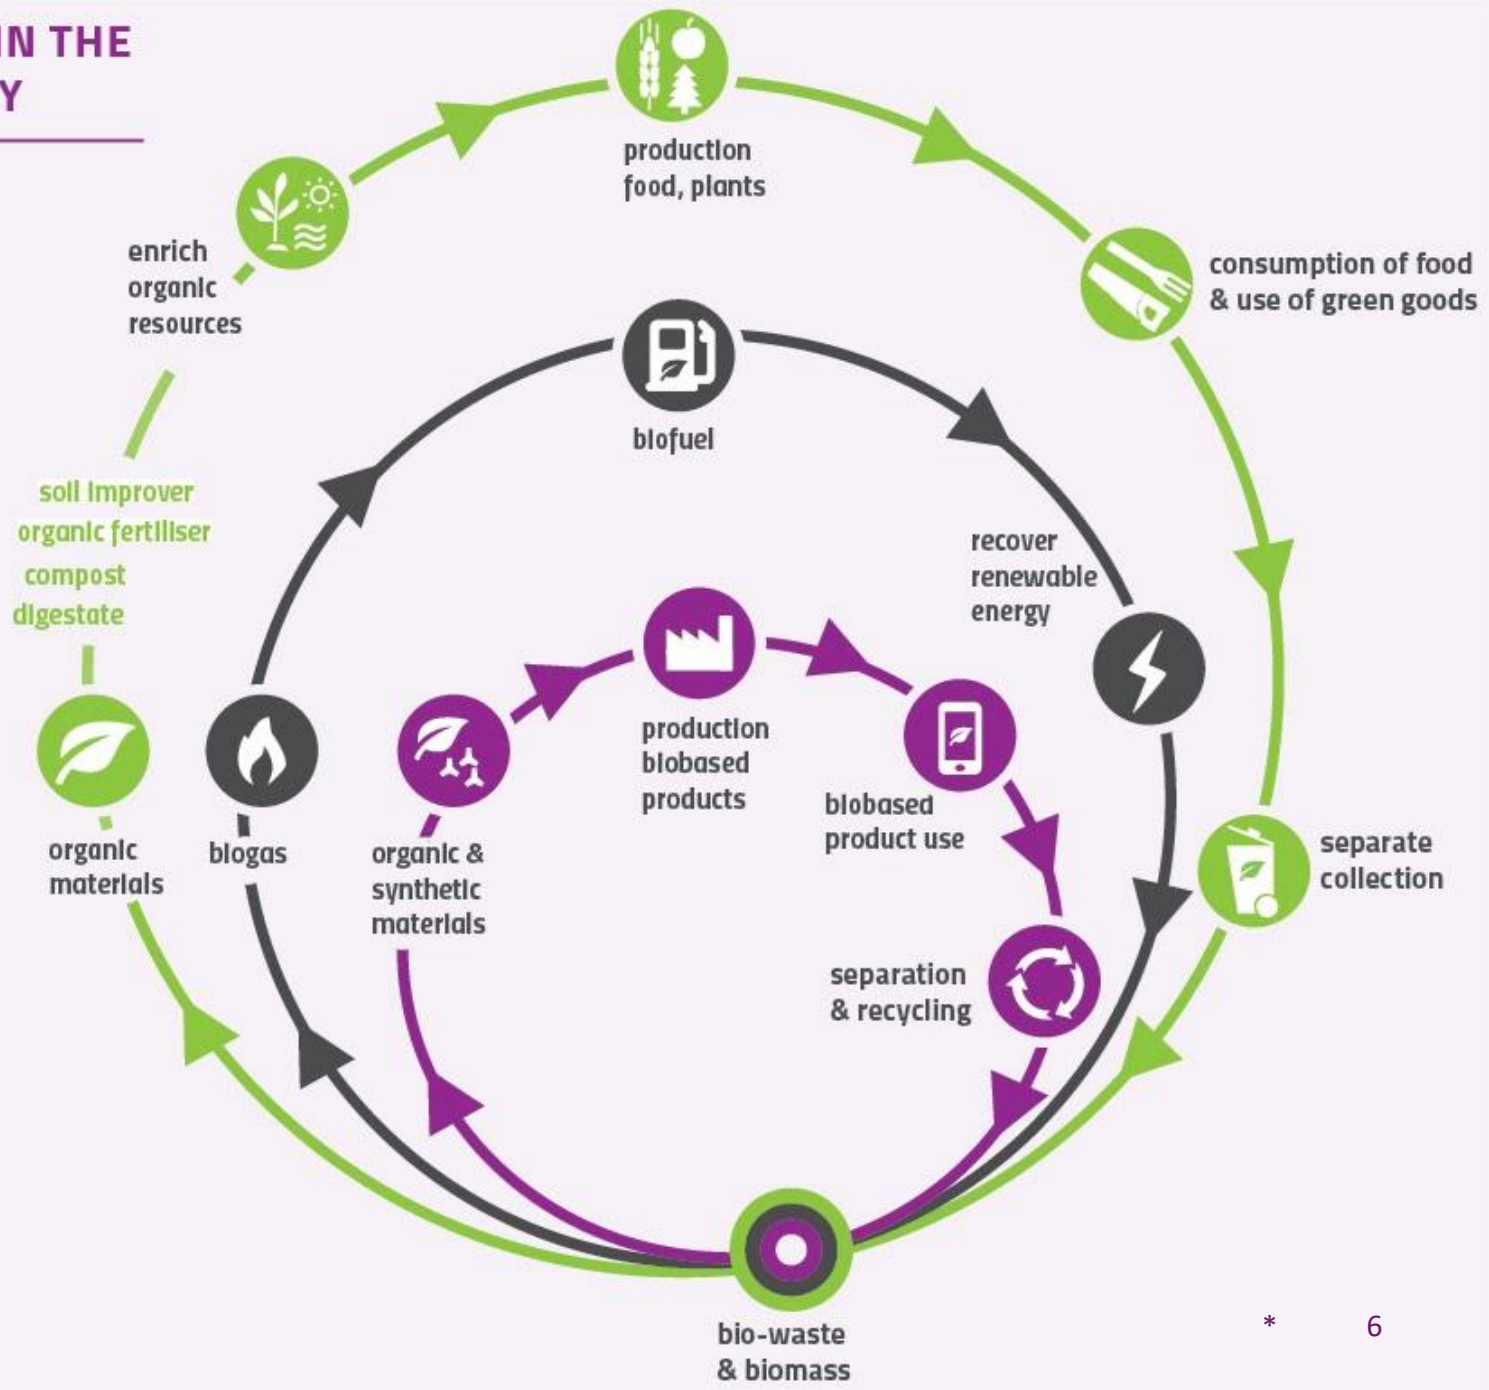 IN THE
Y
production
food, plants
enrich
organic
resources
consumption of food
& use of green goods
biofuel
soil improver
organic fertiliser
compost
digestate
recover
renewable
energy
production
biobased
products
biobased
product use
organic
materials
biogas
organic &
synthetic
materials
separate
collection
separation
& recycling
bio-waste
& biomass
* 6